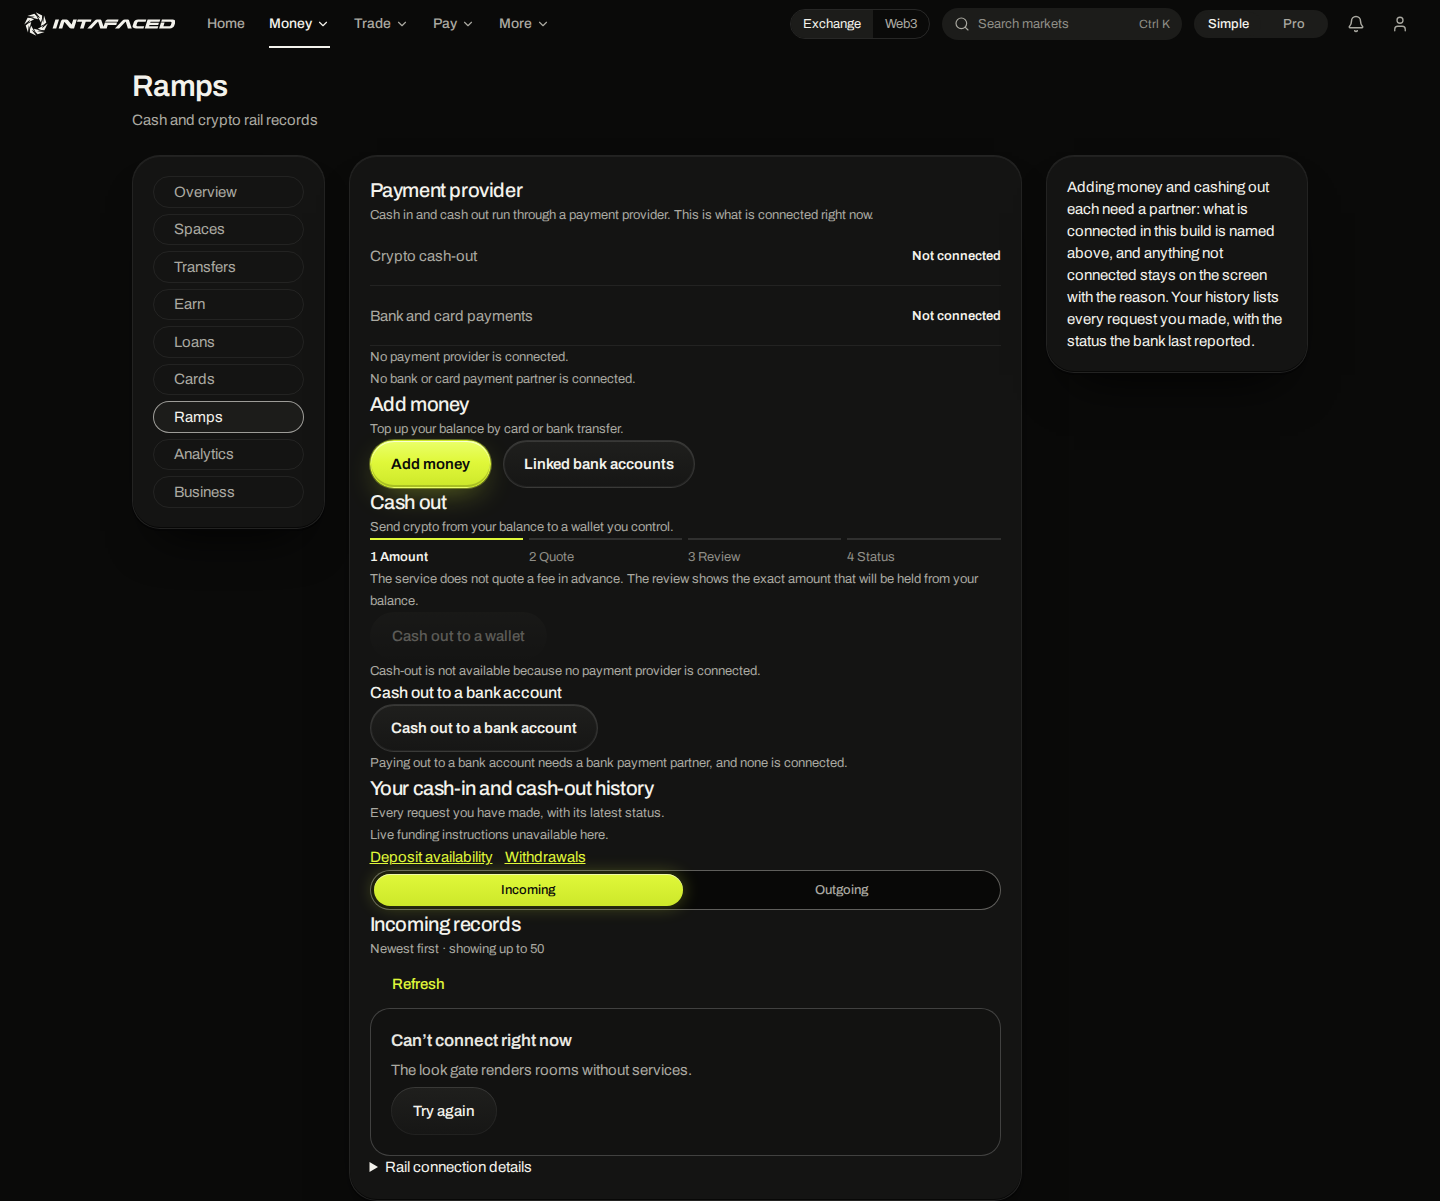 INTAFACED
Home
Money
Trade
Pay
More
Exchange
Web3
Search markets
Ctrl K
Simple
Pro
Ramps
Cash and crypto rail records
Overview
Spaces
Transfers
Earn
Loans
Cards
Ramps
Analytics
Business
Payment provider
Cash in and cash out run through a payment provider. This is what is connected right now.
Crypto cash-out
Not connected
Bank and card payments
Not connected
No payment provider is connected.
No bank or card payment partner is connected.
Add money
Top up your balance by card or bank transfer.
Add money
Linked bank accounts
Cash out
Send crypto from your balance to a wallet you control.
1 Amount
2 Quote
3 Review
4 Status
The service does not quote a fee in advance. The review shows the exact amount that will be held from your
balance.
Cash out to a wallet
Cash-out is not available because no payment provider is connected.
Cash out to a bank account
Cash out to a bank account
Paying out to a bank account needs a bank payment partner, and none is connected.
Your cash-in and cash-out history
Every request you have made, with its latest status.
Live funding instructions unavailable here.
Deposit availability
Withdrawals
Incoming
Outgoing
Incoming records
Newest first · showing up to 50
Refresh
Can’t connect right now
The look gate renders rooms without services.
Try again
Rail connection details
Adding money and cashing out
each need a partner: what is
connected in this build is named
above, and anything not
connected stays on the screen
with the reason. Your history lists
every request you made, with the
status the bank last reported.